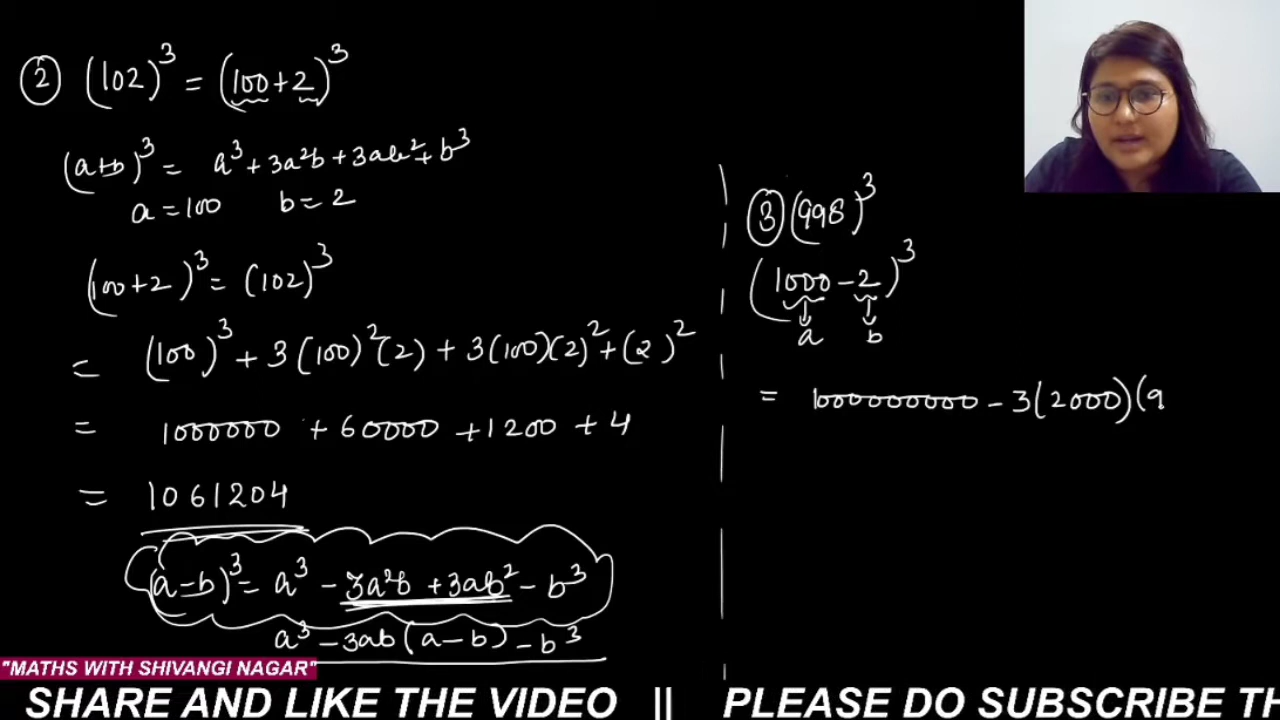 ② (102)³ = (100+2)³
(a+b)³ = a³ + 3a²b + 3ab² + b³
a = 100 b = 2
(100+2)³ = (102)³
= (100)³ + 3(100)²(2) + 3(100)(2)² + (2)²
= 1000000 + 60000 + 1200 + 4
= 1061204
(a-b)³ = a³ - 3a²b + 3ab² - b³
a³ - 3ab(a-b) - b³
③ (998)³
(1000 - 2)³
a b
= 1000000000 - 3(2000)(9
"MATHS WITH SHIVANGI NAGAR"
SHARE AND LIKE THE VIDEO || PLEASE DO SUBSCRIBE TH